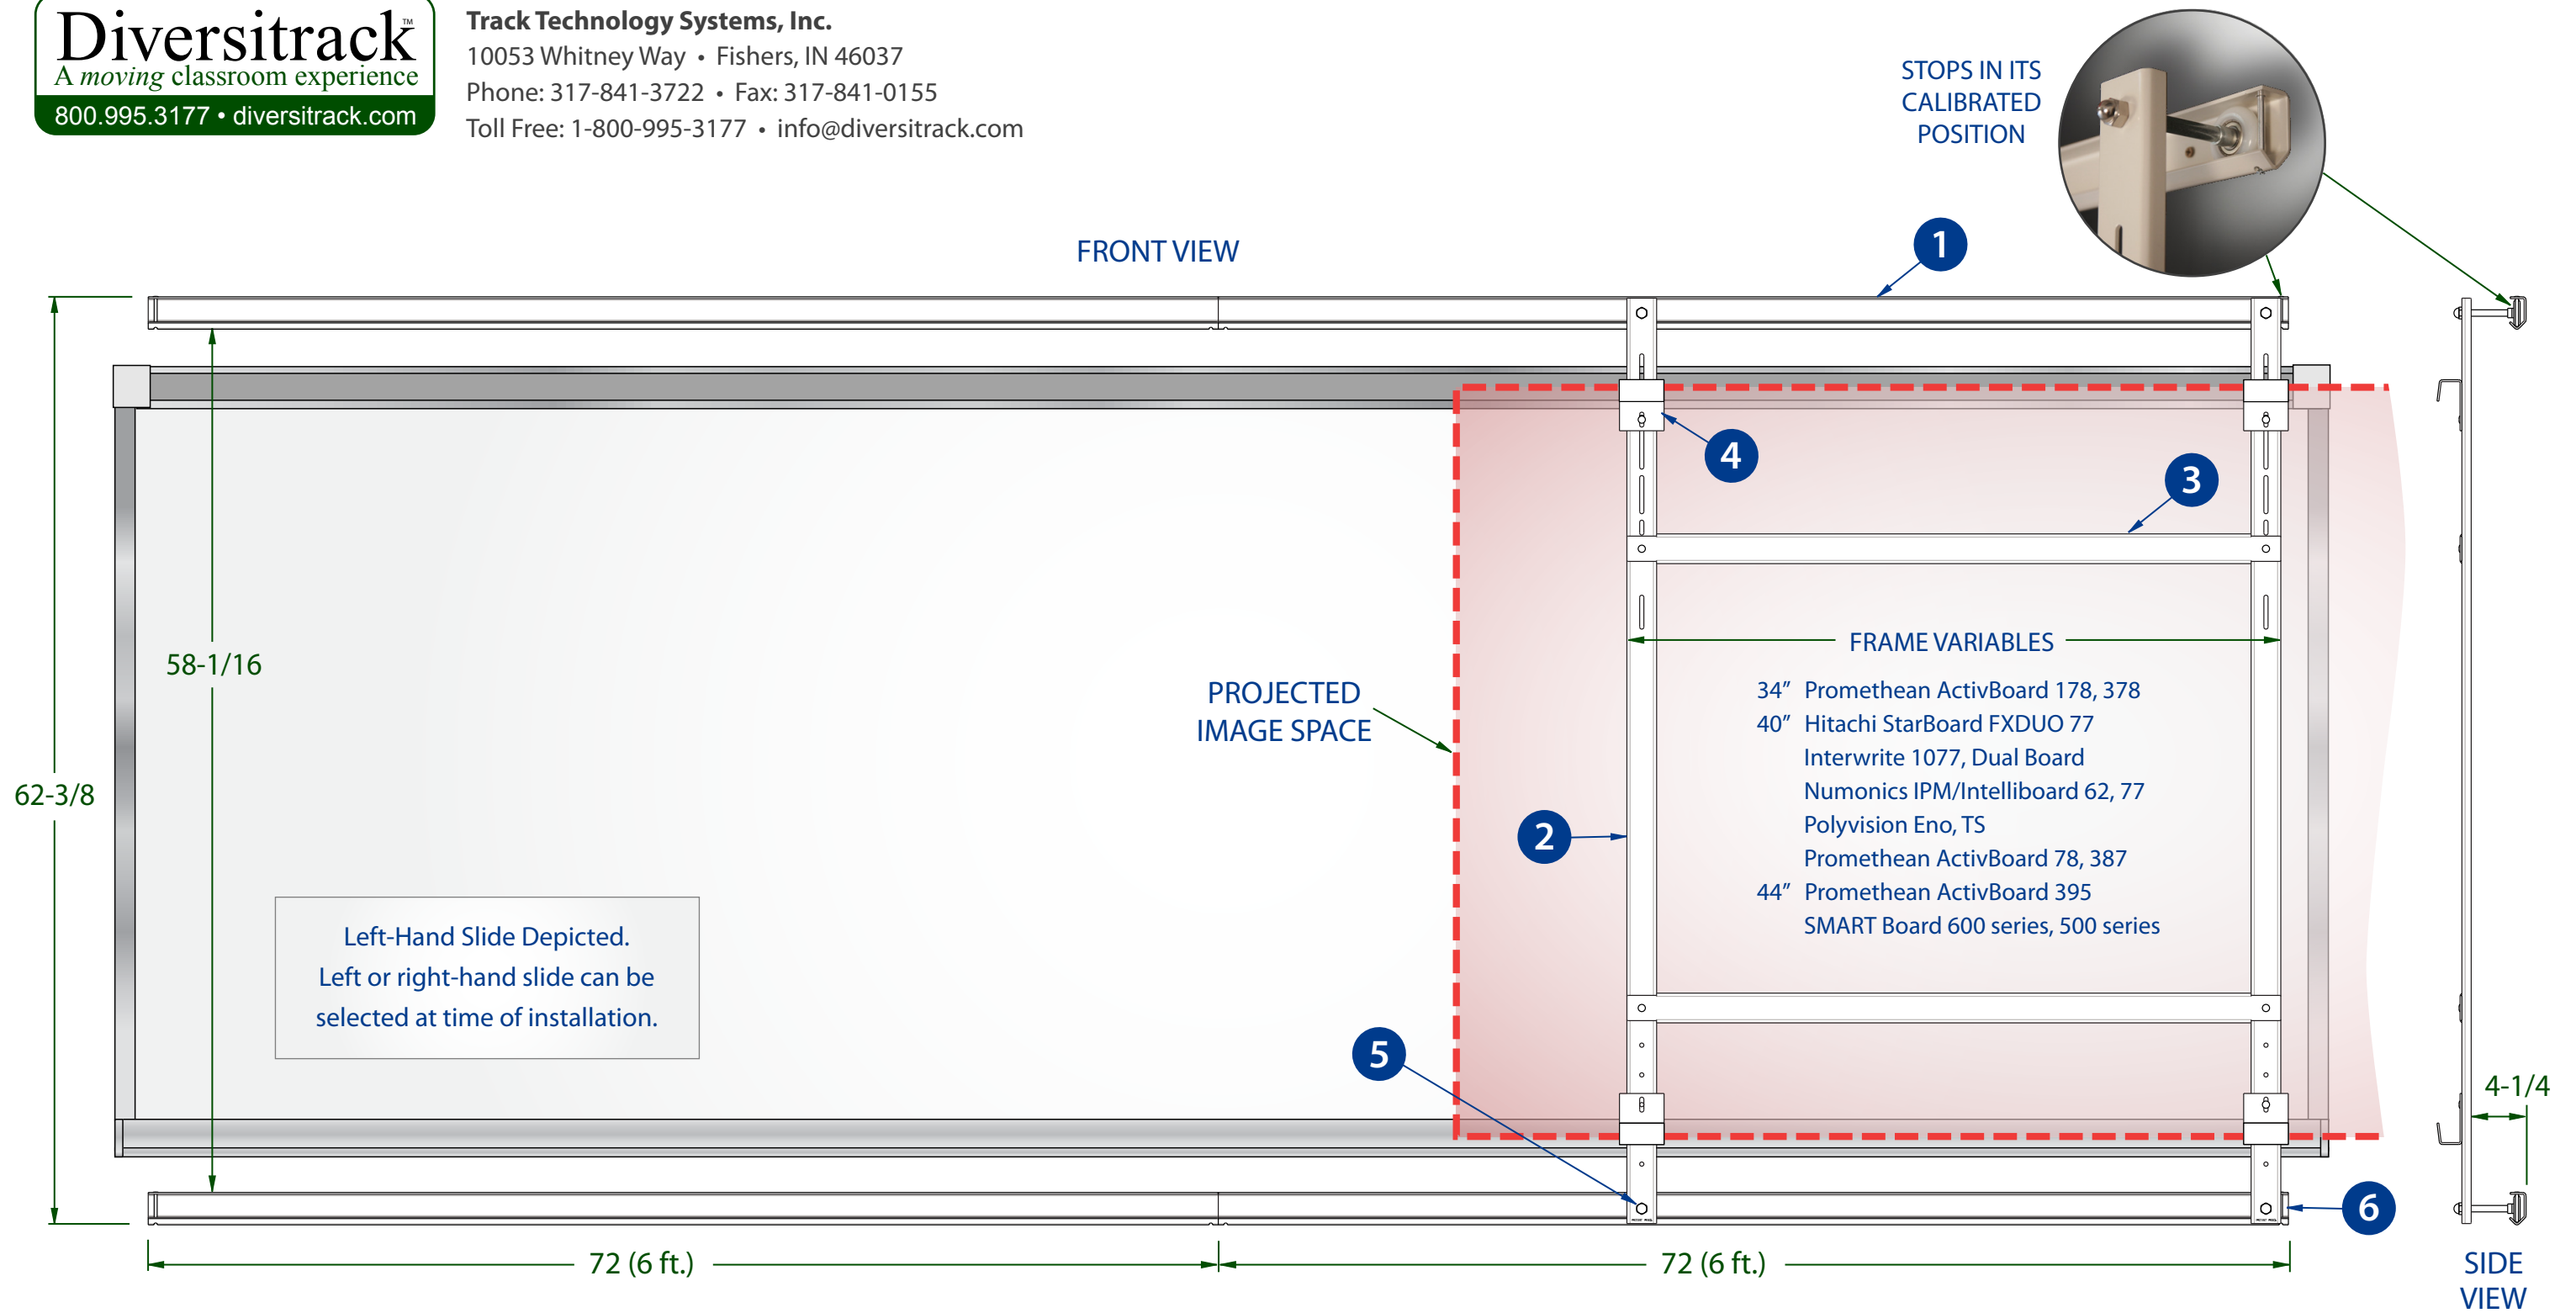 Diversitrack™
A moving classroom experience
800.995.3177 • diversitrack.com
Track Technology Systems, Inc.
10053 Whitney Way • Fishers, IN 46037
Phone: 317-841-3722 • Fax: 317-841-0155
Toll Free: 1-800-995-3177 • info@diversitrack.com
STOPS IN ITS
CALIBRATED
POSITION
FRONT VIEW
1
4
3
58-1/16
62-3/8
PROJECTED
IMAGE SPACE
2
FRAME VARIABLES
34” Promethean ActivBoard 178, 378
40” Hitachi StarBoard FXDUO 77
Interwrite 1077, Dual Board
Numonics IPM/Intelliboard 62, 77
Polyvision Eno, TS
Promethean ActivBoard 78, 387
44” Promethean ActivBoard 395
SMART Board 600 series, 500 series
Left-Hand Slide Depicted.
Left or right-hand slide can be
selected at time of installation.
5
4-1/4
6
72 (6 ft.)
72 (6 ft.)
SIDE
VIEW